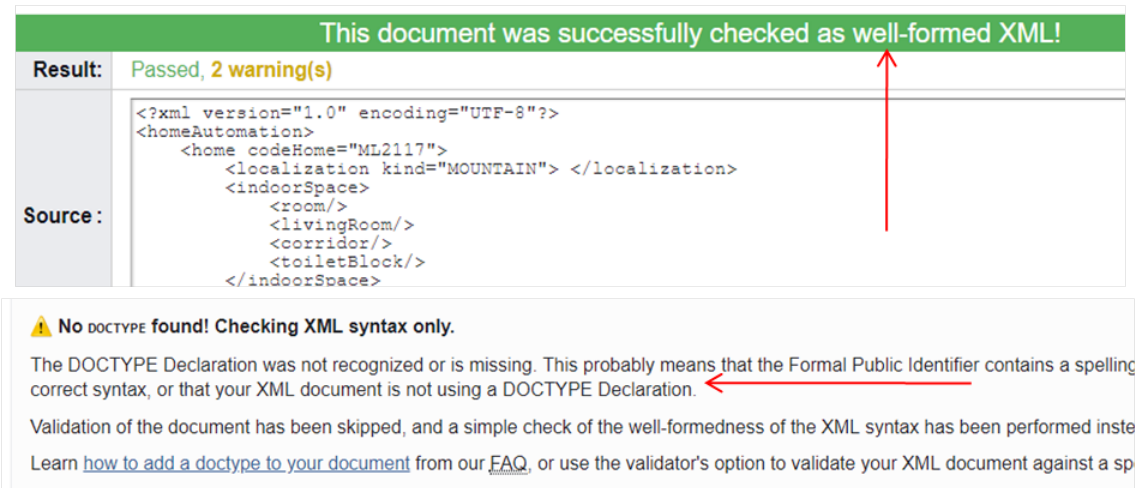 This document was successfully checked as well-formed XML!
Result: Passed, 2 warning(s)
Source :
<?xml version="1.0" encoding="UTF-8"?>
<homeAutomation>
<home codeHome="ML2117">
<localization kind="MOUNTAIN"> </localization>
<indoorSpace>
<room/>
<livingRoom/>
<corridor/>
<toiletBlock/>
</indoorSpace>
No DOCTYPE found! Checking XML syntax only.
The DOCTYPE Declaration was not recognized or is missing. This probably means that the Formal Public Identifier contains a spelling
correct syntax, or that your XML document is not using a DOCTYPE Declaration.
Validation of the document has been skipped, and a simple check of the well-formedness of the XML syntax has been performed inste
Learn how to add a doctype to your document from our FAQ, or use the validator's option to validate your XML document against a sp